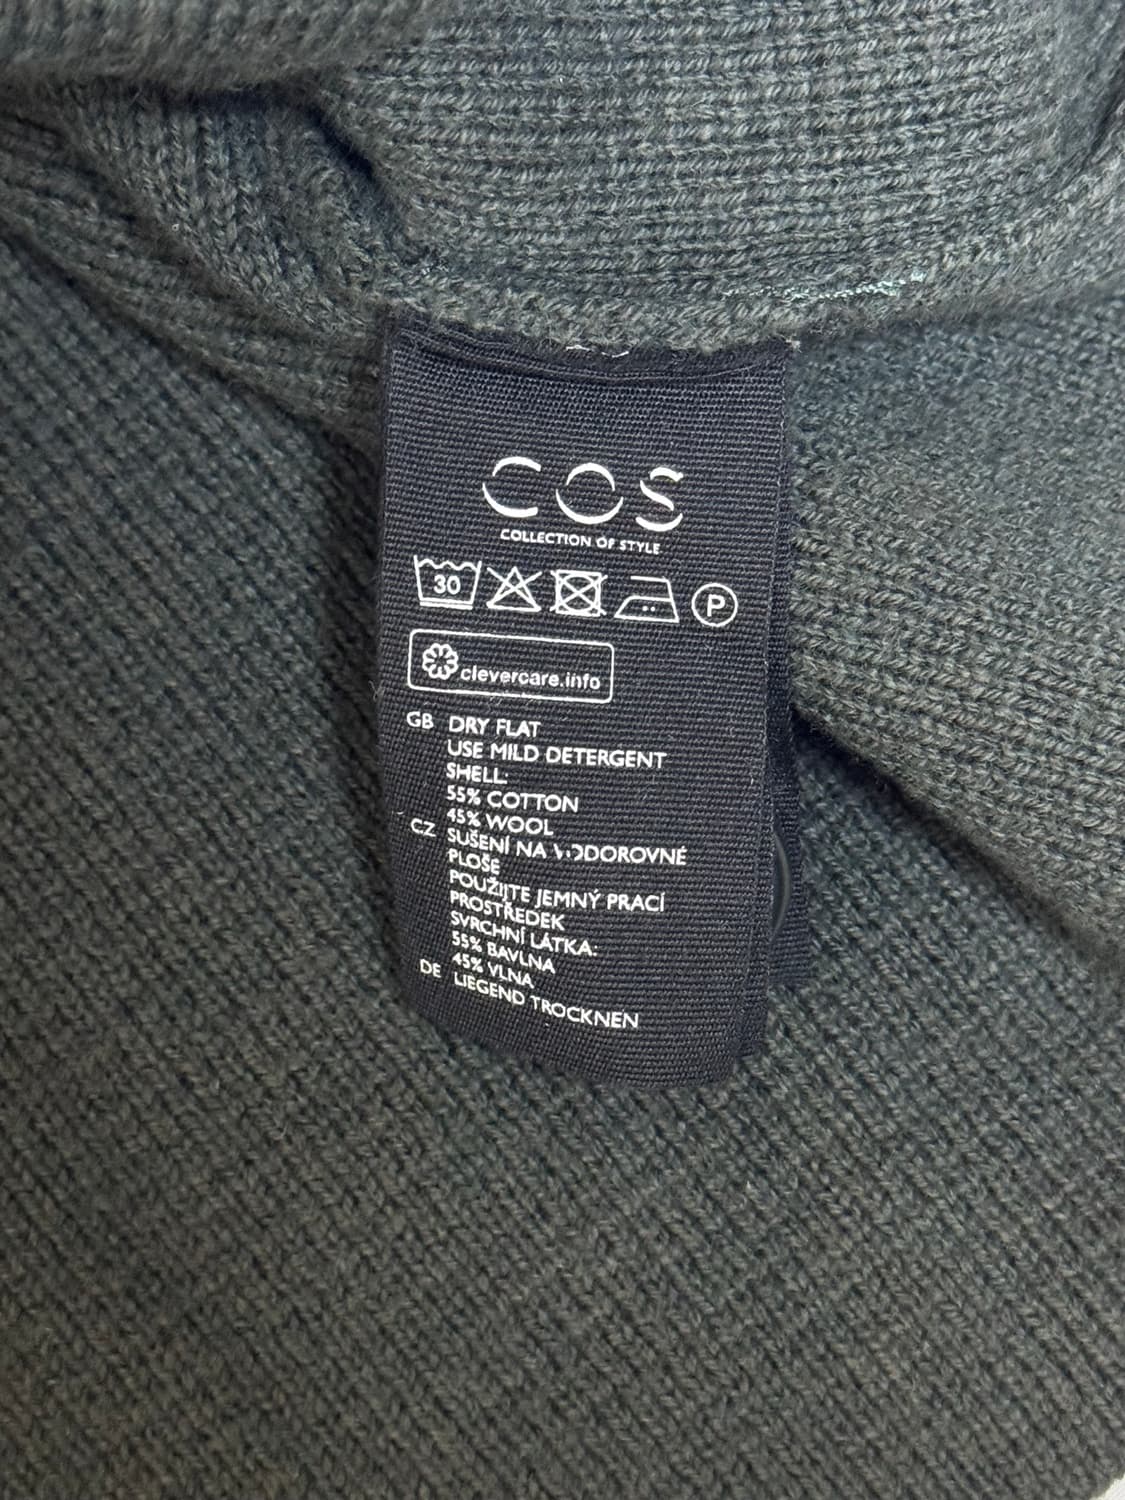 COS
COLLECTION OF STYLE
30
P
clevercare.info
GB DRY FLAT
USE MILD DETERGENT
SHELL:
55% COTTON
45% WOOL
CZ SUŠENÍ NA VODOROVNÉ
PLOŠE
POUŽIJTE JEMNÝ PRACÍ
PROSTŘEDEK
SVRCHNÍ LÁTKA:
55% BAVLNA
45% VLNA
DE LIEGEND TROCKNEN